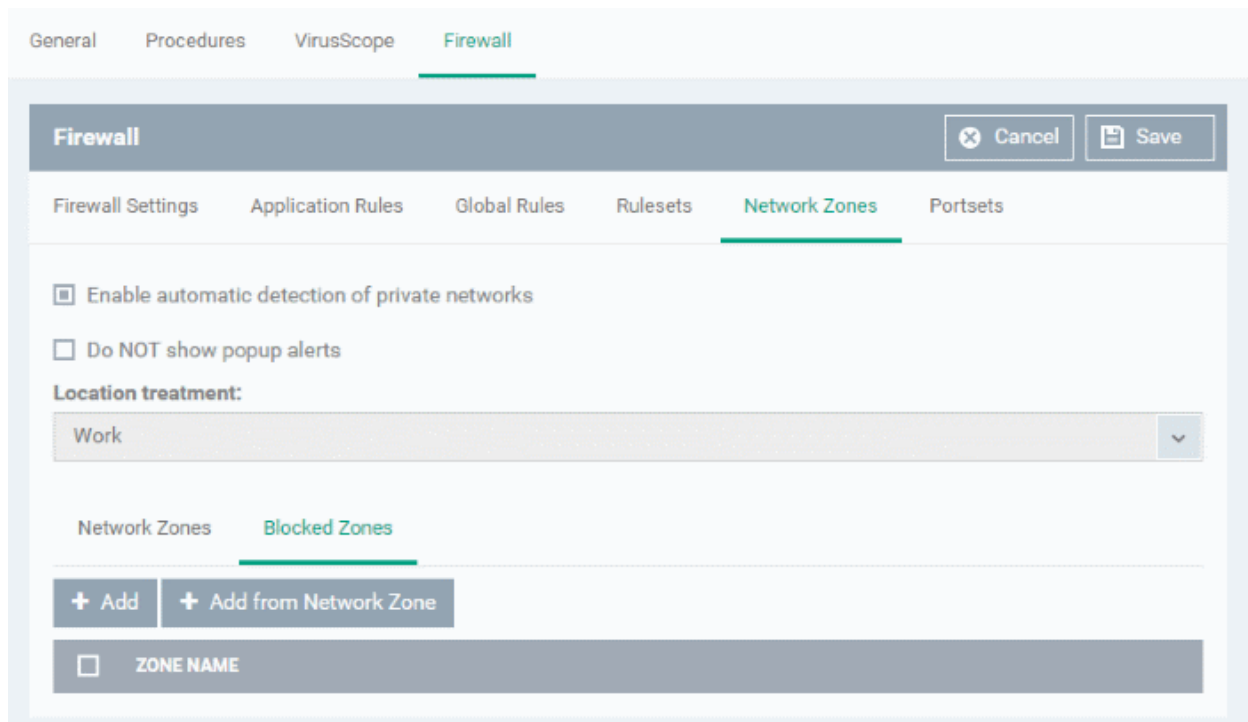 General Procedures VirusScope Firewall
Firewall Cancel Save
Firewall Settings Application Rules Global Rules Rulesets Network Zones Portsets
Enable automatic detection of private networks
Do NOT show popup alerts
Location treatment:
Work
Network Zones Blocked Zones
+ Add + Add from Network Zone
ZONE NAME